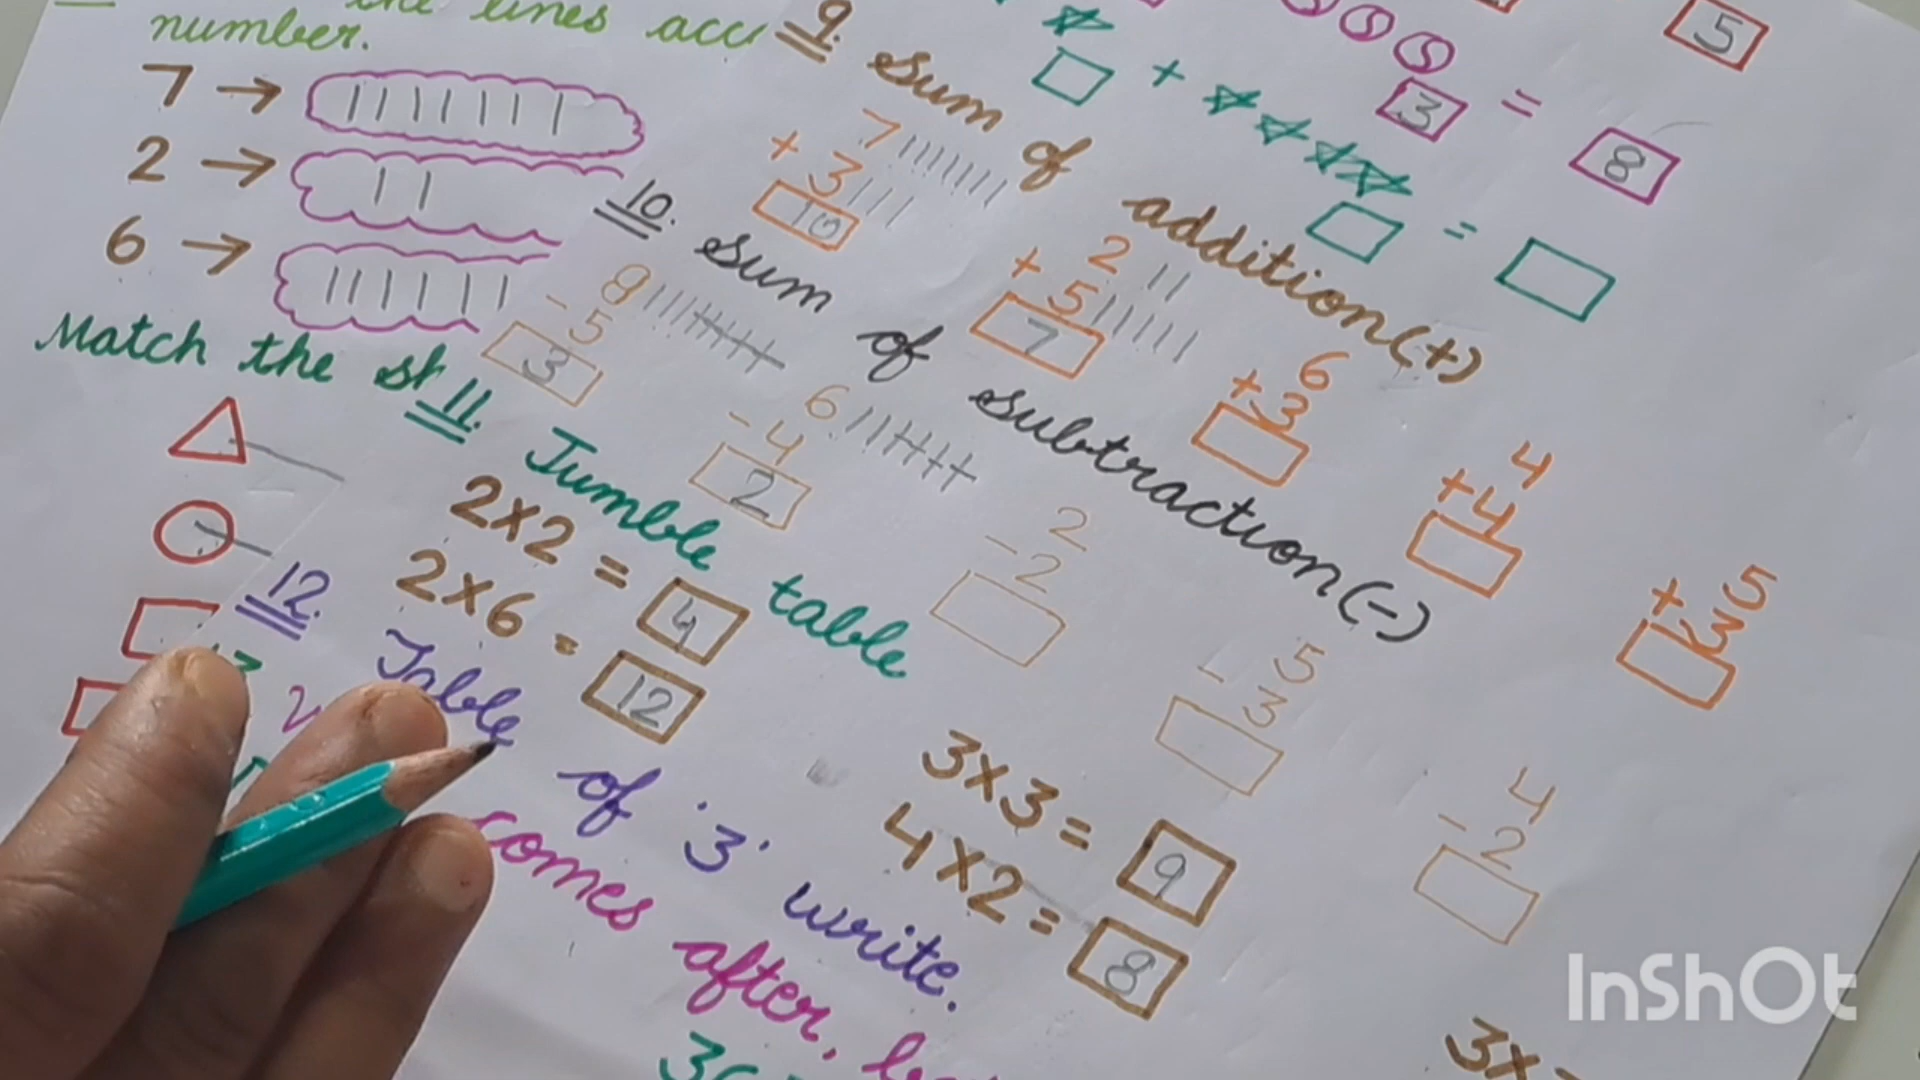 the lines
number.
7 →
2 →
6 →
Match the
5
3 = 8
+ =
9. Sum of addition(+)
7
+ 3
10
2
+ 5
7
6
+ 3
4
+ 4
5
+ 3
10. Sum of subtraction(-)
8
- 5
3
6
- 4
2
2
- 2
5
- 3
4
- 2
11. Jumble table
2x2 = 4
2x6 = 12
3x3 = 9
4x2 = 8
3x
12. Table of '3' write.
comes after,
InShOt